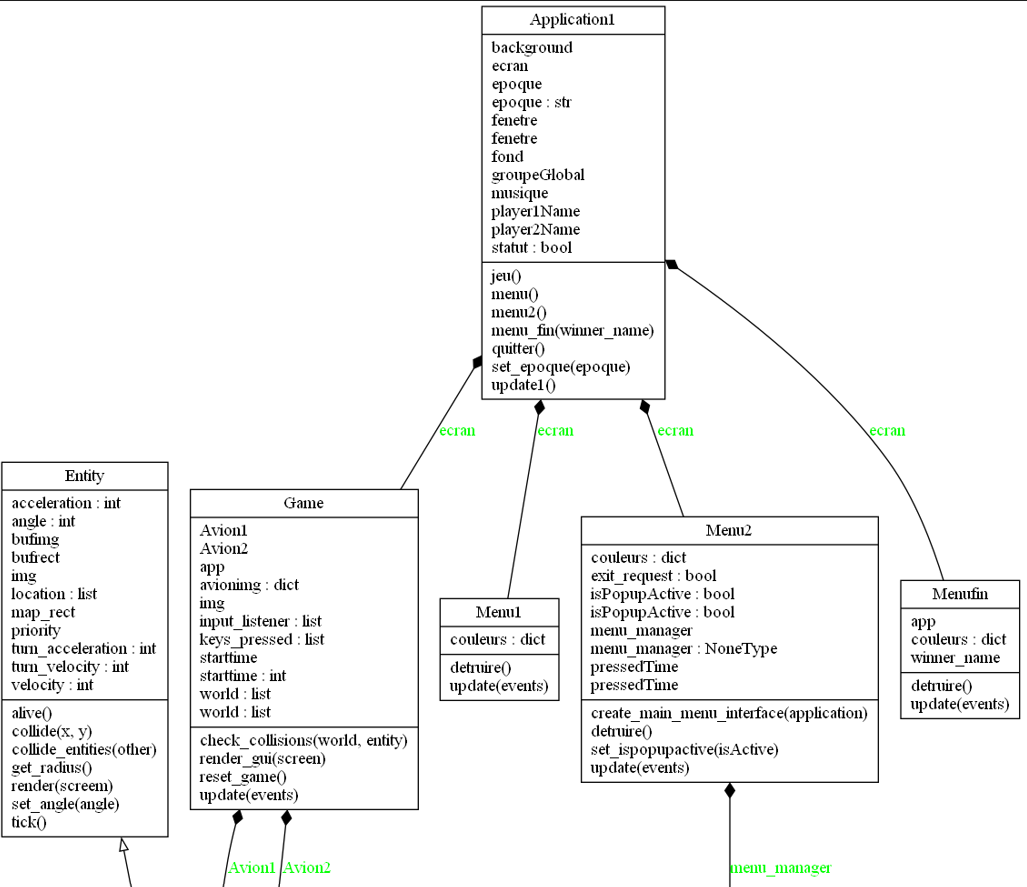 Application1
background
ecran
epoque
epoque : str
fenetre
fenetre
fond
groupeGlobal
musique
player1Name
player2Name
statut : bool
jeu()
menu()
menu2()
menu_fin(winner_name)
quitter()
set_epoque(epoque)
update1()
ecran
ecran
ecran
ecran
Entity
acceleration : int
angle : int
bufimg
bufrect
img
location : list
map_rect
priority
turn_acceleration : int
turn_velocity : int
velocity : int
alive()
collide(x, y)
collide_entities(other)
get_radius()
render(screem)
set_angle(angle)
tick()
Game
Avion1
Avion2
app
avionimg : dict
img
input_listener : list
keys_pressed : list
starttime
starttime : int
world : list
world : list
check_collisions(world, entity)
render_gui(screen)
reset_game()
update(events)
Menu1
couleurs : dict
detruire()
update(events)
Menu2
couleurs : dict
exit_request : bool
isPopupActive : bool
isPopupActive : bool
menu_manager
menu_manager : NoneType
pressedTime
pressedTime
create_main_menu_interface(application)
detruire()
set_ispopupactive(isActive)
update(events)
Menufin
app
couleurs : dict
winner_name
detruire()
update(events)
Avion1
Avion2
menu_manager